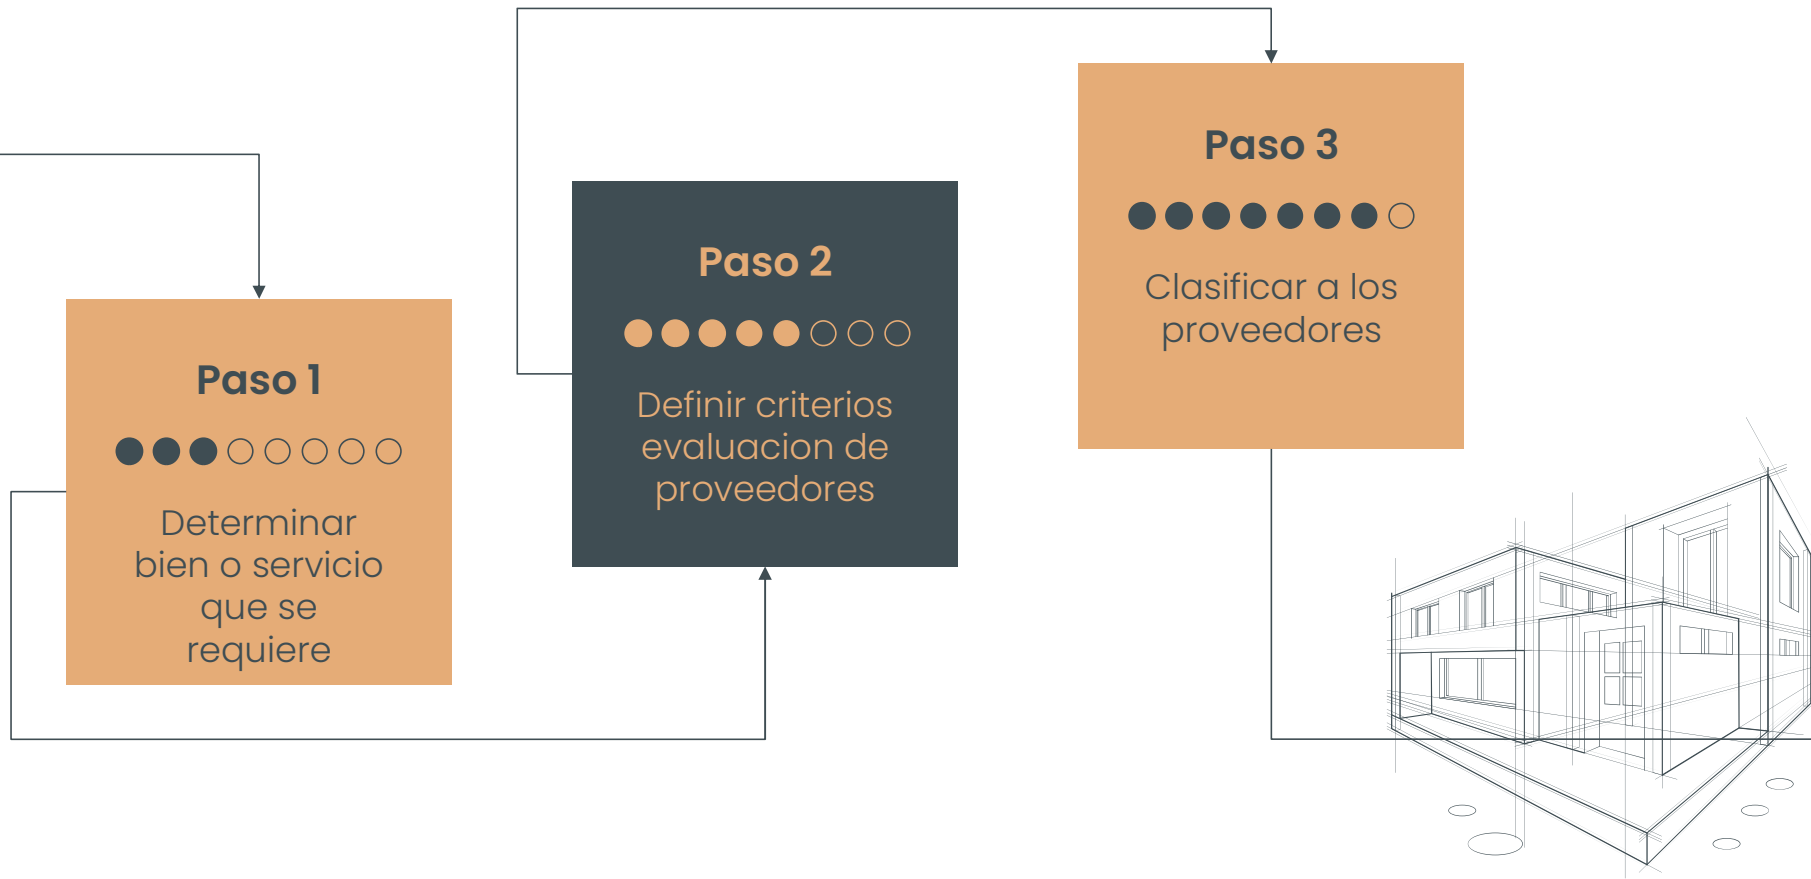 Paso 1
Determinar
bien o servicio
que se
requiere
Paso 2
Definir criterios
evaluacion de
proveedores
Paso 3
Clasificar a los
proveedores